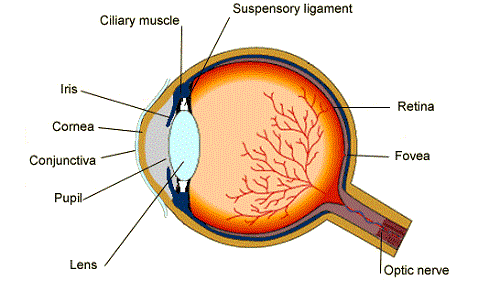 Suspensory ligament
Ciliary muscle
Iris
Cornea
Conjunctiva
Pupil
Lens
Retina
Fovea
Optic nerve